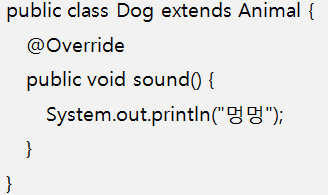 public class Dog extends Animal {
    @Override
    public void sound() {
        System.out.println("멍멍");
    }
}